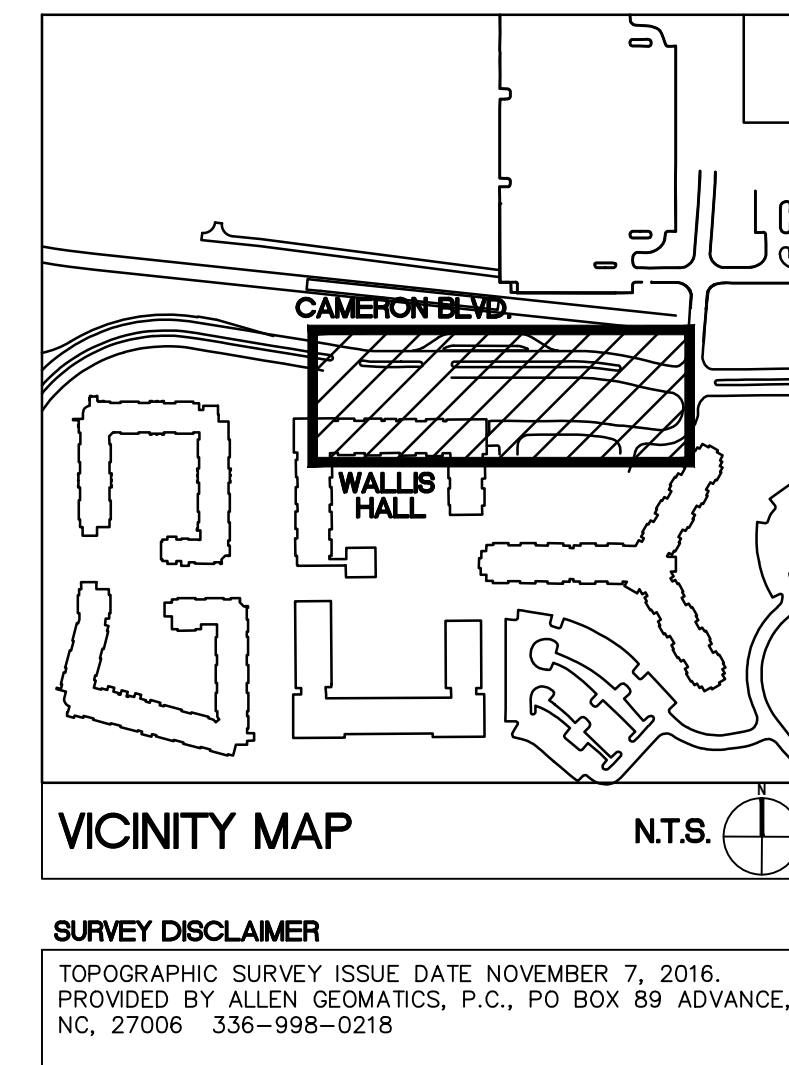 CAMERON BLVD.
WALLIS
HALL
VICINITY MAP
N.T.S.
N
SURVEY DISCLAIMER
TOPOGRAPHIC SURVEY ISSUE DATE NOVEMBER 7, 2016.
PROVIDED BY ALLEN GEOMATICS, P.C., PO BOX 89 ADVANCE,
NC, 27006 336-998-0218